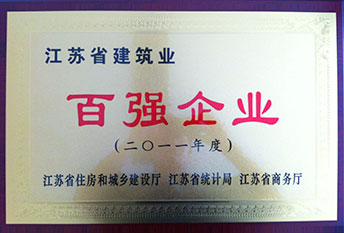 江苏省建筑业
百强企业
(二〇一一年度)
江苏省住房和城乡建设厅 江苏省统计局 江苏省商务厅